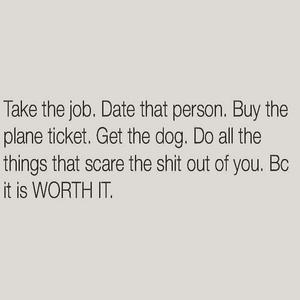 Take the job. Date that person. Buy the
plane ticket. Get the dog. Do all the
things that scare the shit out of you. Bc
it is WORTH IT.